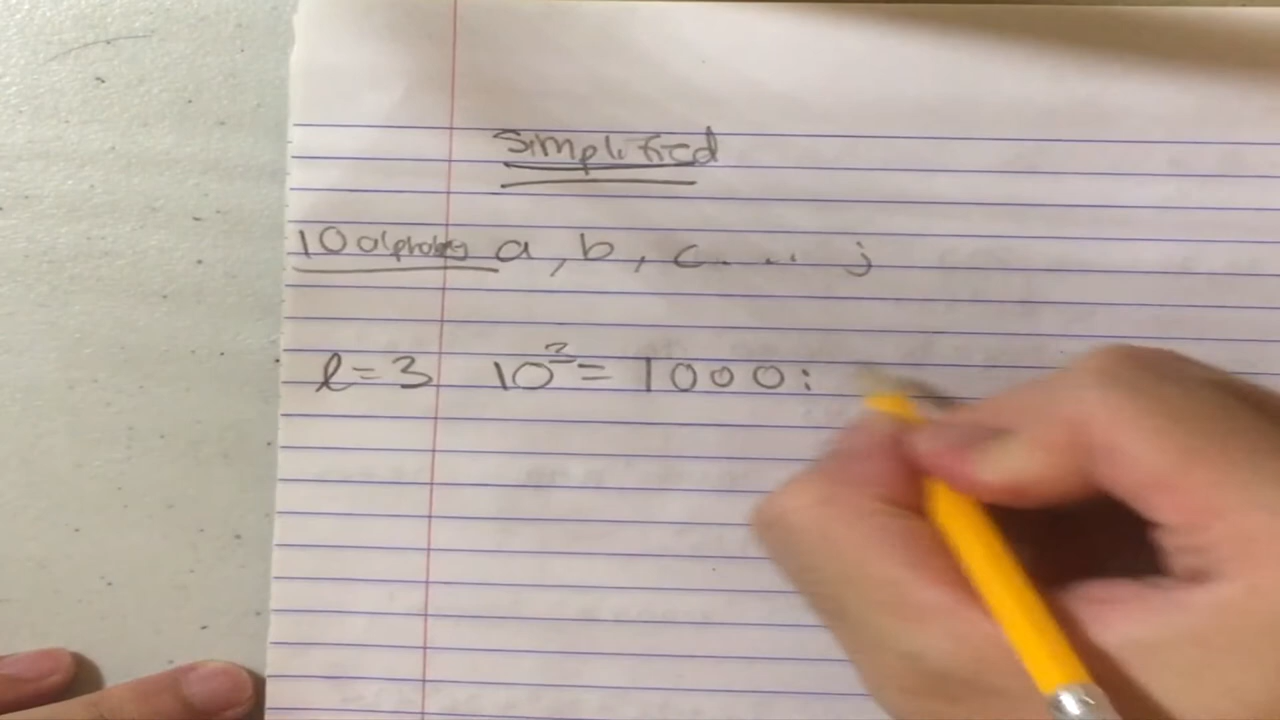 Simplified
10 alphabets a, b, c.... j
l = 3 10³ = 1000: